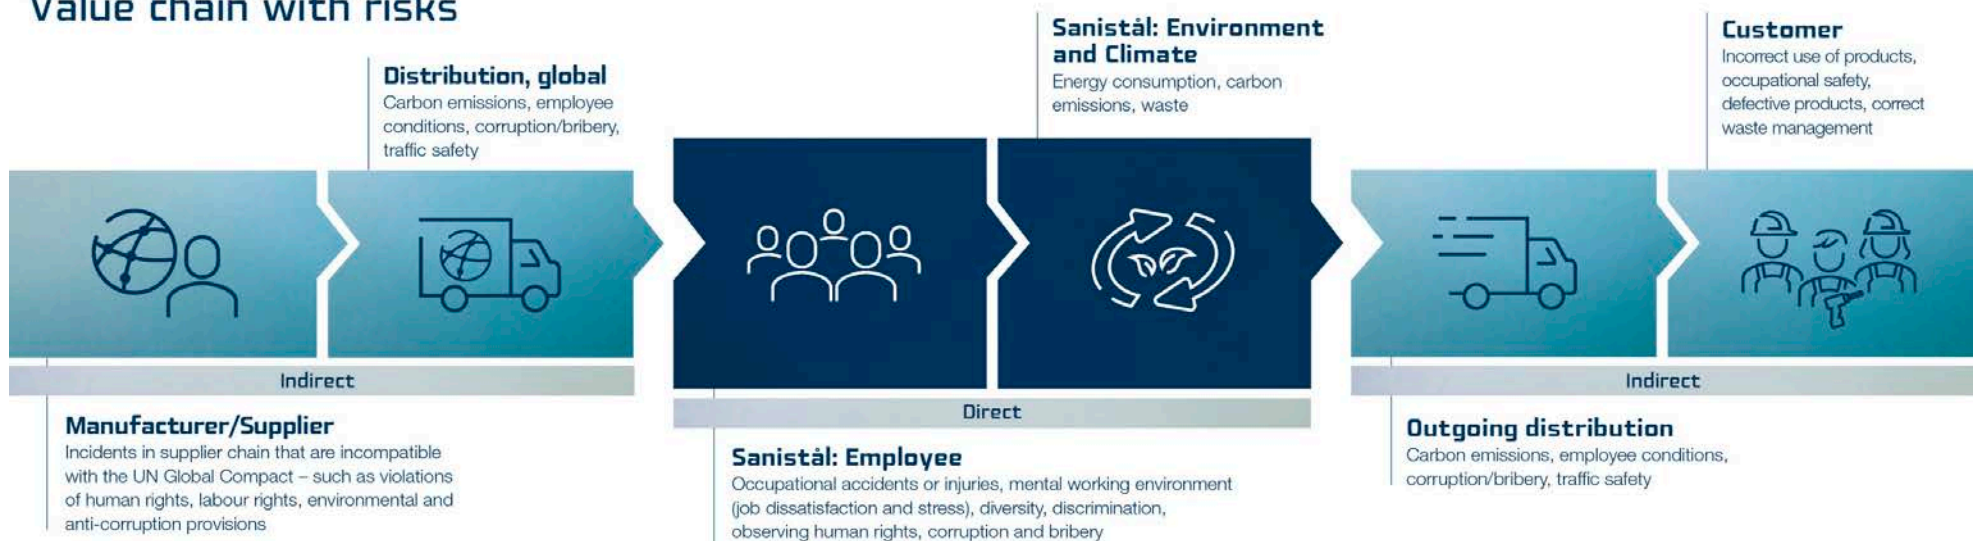 Value chain with risks
Distribution, global
Carbon emissions, employee
conditions, corruption/bribery,
traffic safety
Sanistål: Environment
and Climate
Energy consumption, carbon
emissions, waste
Customer
Incorrect use of products,
occupational safety,
defective products, correct
waste management
Indirect
Direct
Indirect
Manufacturer/Supplier
Incidents in supplier chain that are incompatible
with the UN Global Compact – such as violations
of human rights, labour rights, environmental and
anti-corruption provisions
Sanistål: Employee
Occupational accidents or injuries, mental working environment
(job dissatisfaction and stress), diversity, discrimination,
observing human rights, corruption and bribery
Outgoing distribution
Carbon emissions, employee conditions,
corruption/bribery, traffic safety